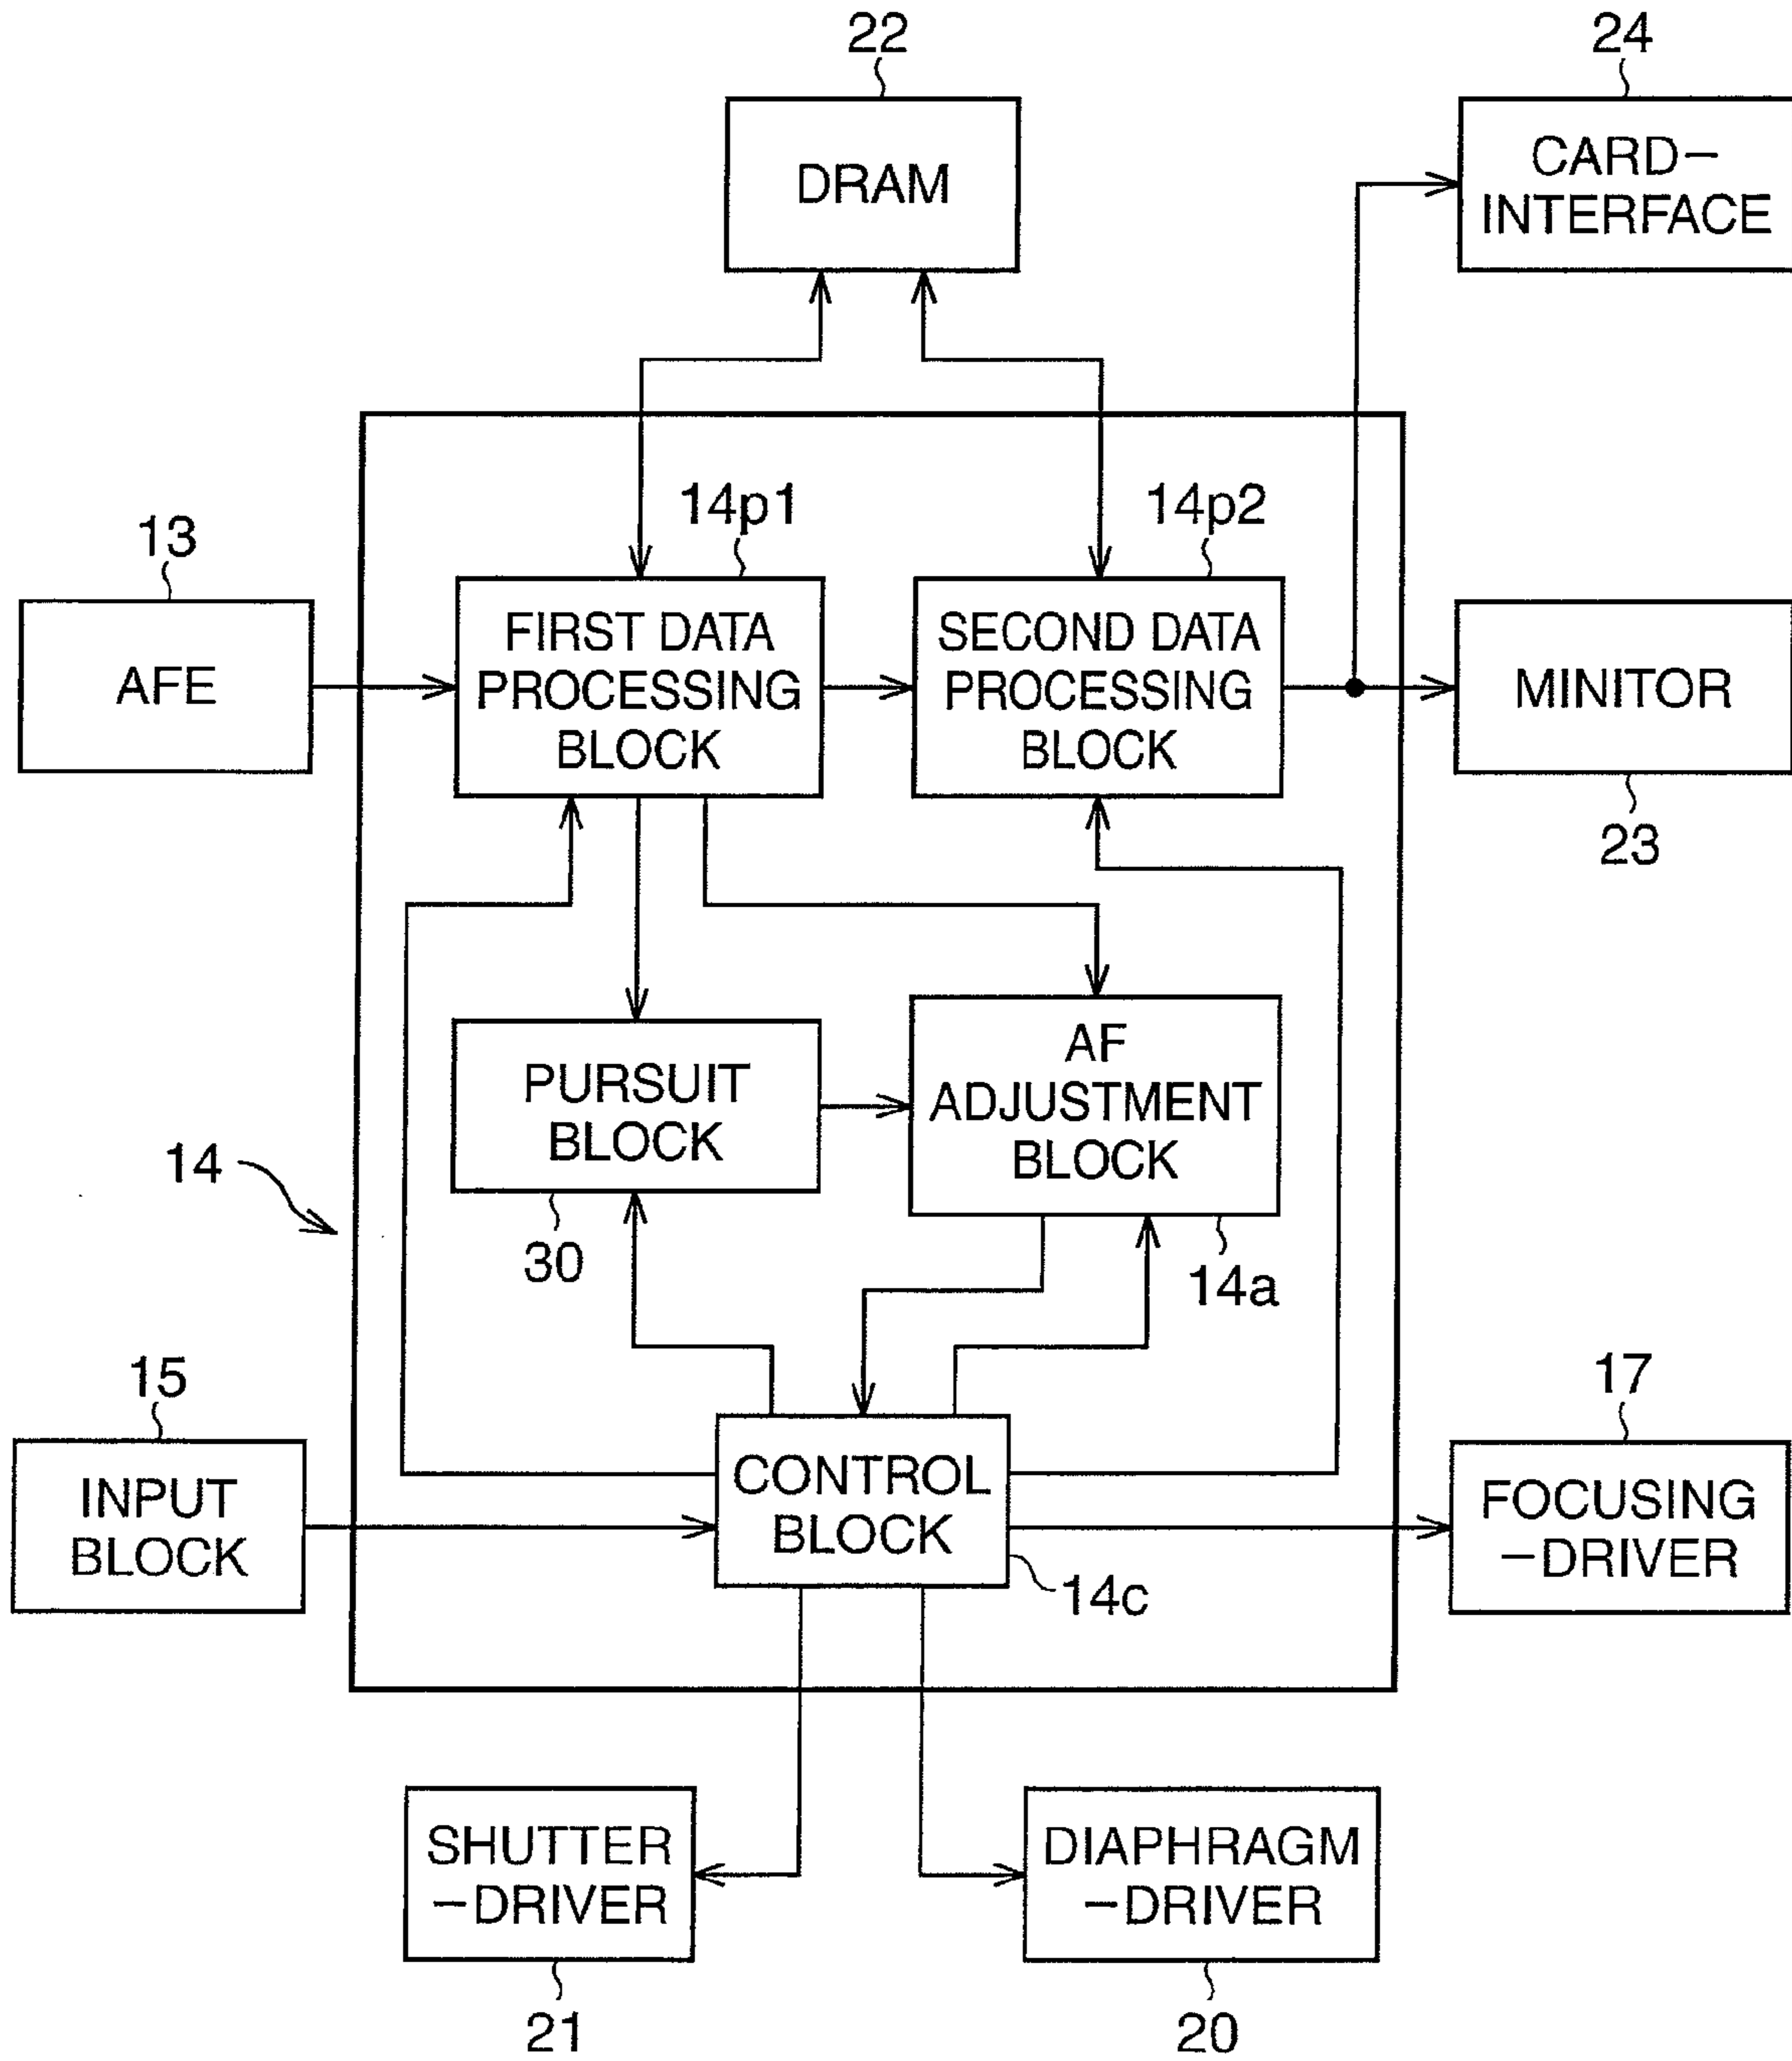 22
24
DRAM
CARD-
INTERFACE
14p1
14p2
13
AFE
FIRST DATA
PROCESSING
BLOCK
SECOND DATA
PROCESSING
BLOCK
MINITOR
23
PURSUIT
BLOCK
AF
ADJUSTMENT
BLOCK
14
30
14a
15
17
INPUT
BLOCK
CONTROL
BLOCK
FOCUSING
-DRIVER
14c
SHUTTER
-DRIVER
DIAPHRAGM
-DRIVER
21
20